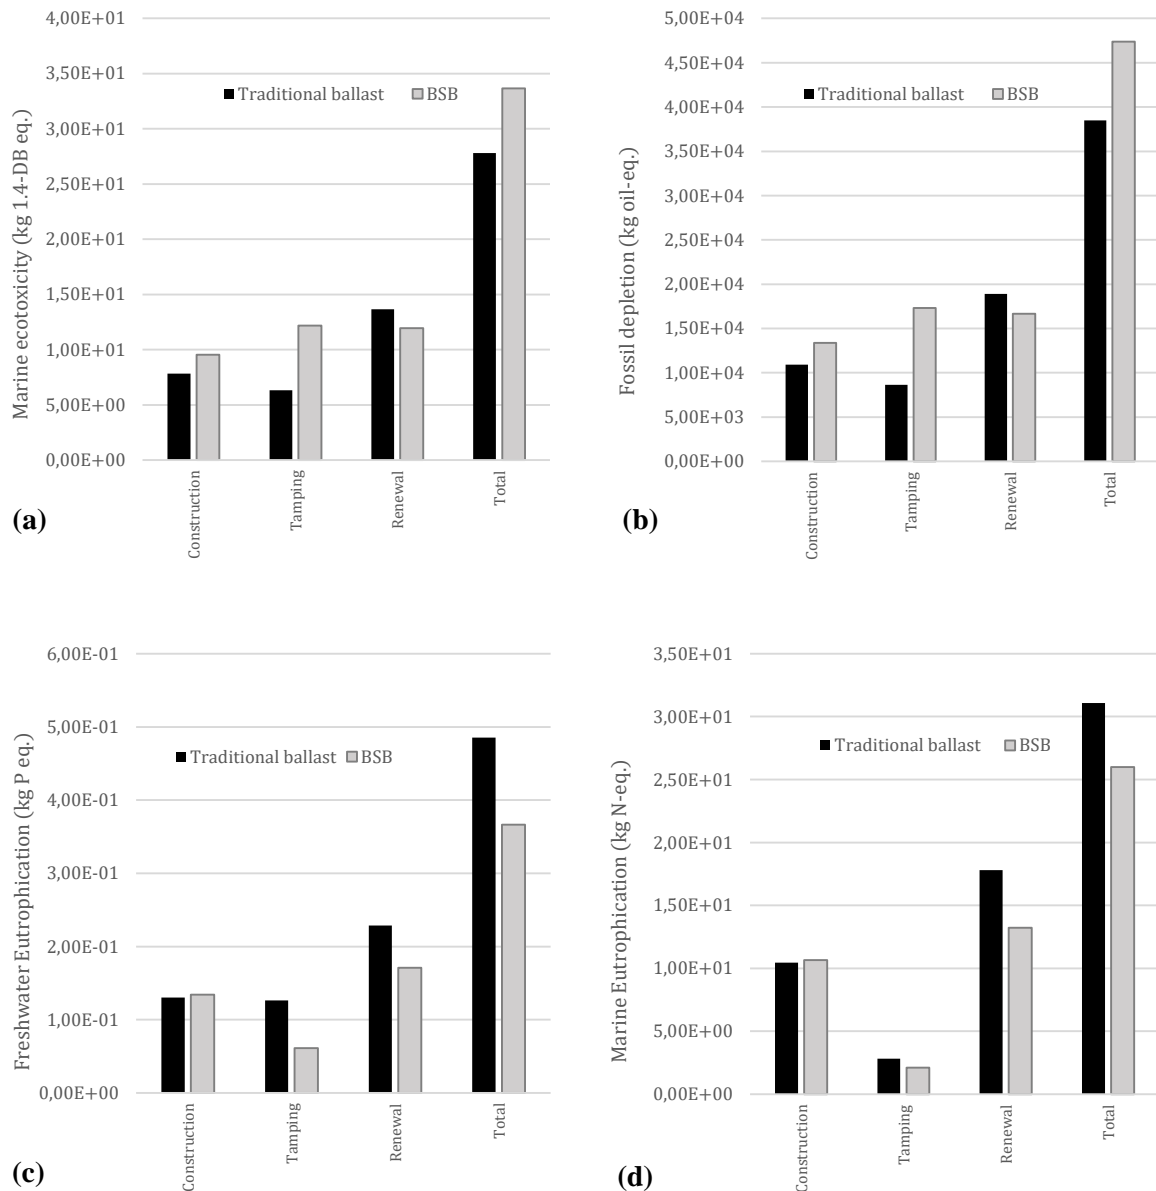 4,00E+01
3,50E+01
3,00E+01
2,50E+01
2,00E+01
1,50E+01
1,00E+01
5,00E+00
0,00E+00
Marine ecotoxicity (kg 1.4-DB eq.)
Traditional ballast BSB
Construction
Tamping
Renewal
Total
(a)
5,00E+04
4,50E+04
4,00E+04
3,50E+04
3,00E+04
2,50E+04
2,00E+04
1,50E+04
1,00E+04
5,00E+03
0,00E+00
Fossil depletion (kg oil-eq.)
Traditional ballast BSB
Construction
Tamping
Renewal
Total
(b)
6,00E-01
5,00E-01
4,00E-01
3,00E-01
2,00E-01
1,00E-01
0,00E+00
Freshwater Eutrophication (kg P eq.)
Traditional ballast BSB
Construction
Tamping
Renewal
Total
(c)
3,50E+01
3,00E+01
2,50E+01
2,00E+01
1,50E+01
1,00E+01
5,00E+00
0,00E+00
Marine Eutrophication (kg N-eq.)
Traditional ballast BSB
Construction
Tamping
Renewal
Total
(d)